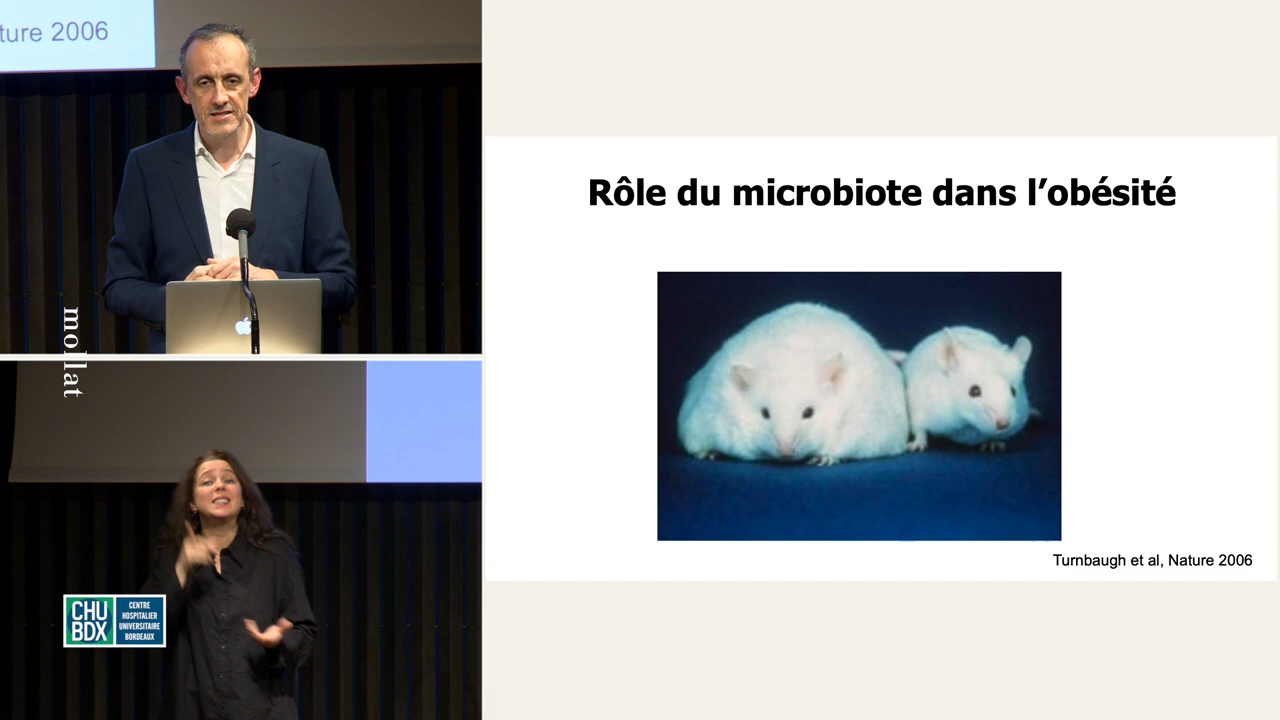 ture 2006
mollat
CHU
BDX
CENTRE
HOSPITALIER
UNIVERSITAIRE
BORDEAUX
Rôle du microbiote dans l’obésité
Turnbaugh et al, Nature 2006